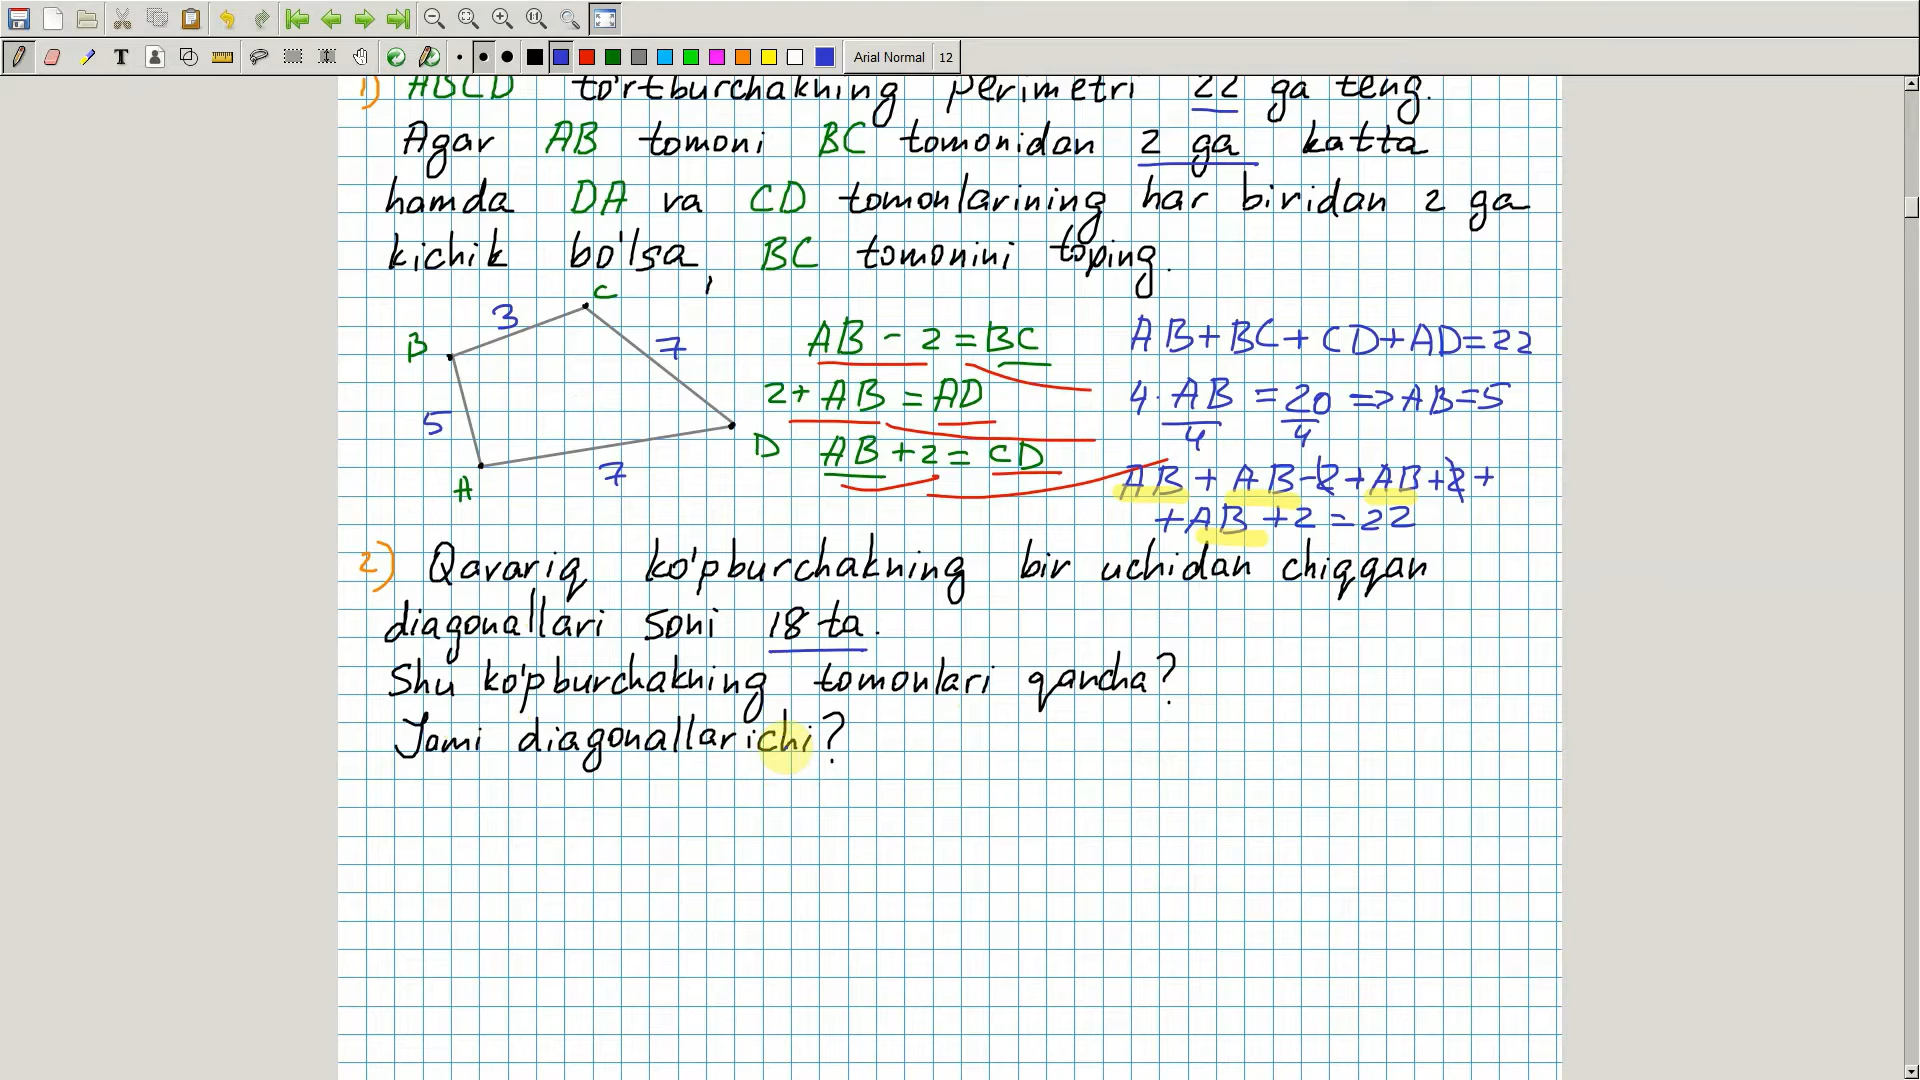 Arial Normal 12
1) ABCD to'rtburchakning perimetri 22 ga teng.
Agar AB tomoni BC tomonidan 2 ga katta
hamda DA va CD tomonlarining har biridan 2 ga
kichik bo'lsa, BC tomonini toping.
C
3
B
7
5
D
7
A
AB - 2 = BC
2 + AB = AD
AB + 2 = CD
AB + BC + CD + AD = 22
4 · AB = 20 => AB = 5
4 4
AB + AB - 2 + AB + 2 +
+ AB + 2 = 22
2) Qavariq ko'pburchakning bir uchidan chiqqan
diagonallari soni 18 ta.
Shu ko'pburchakning tomonlari qancha?
Jami diagonallarichi?